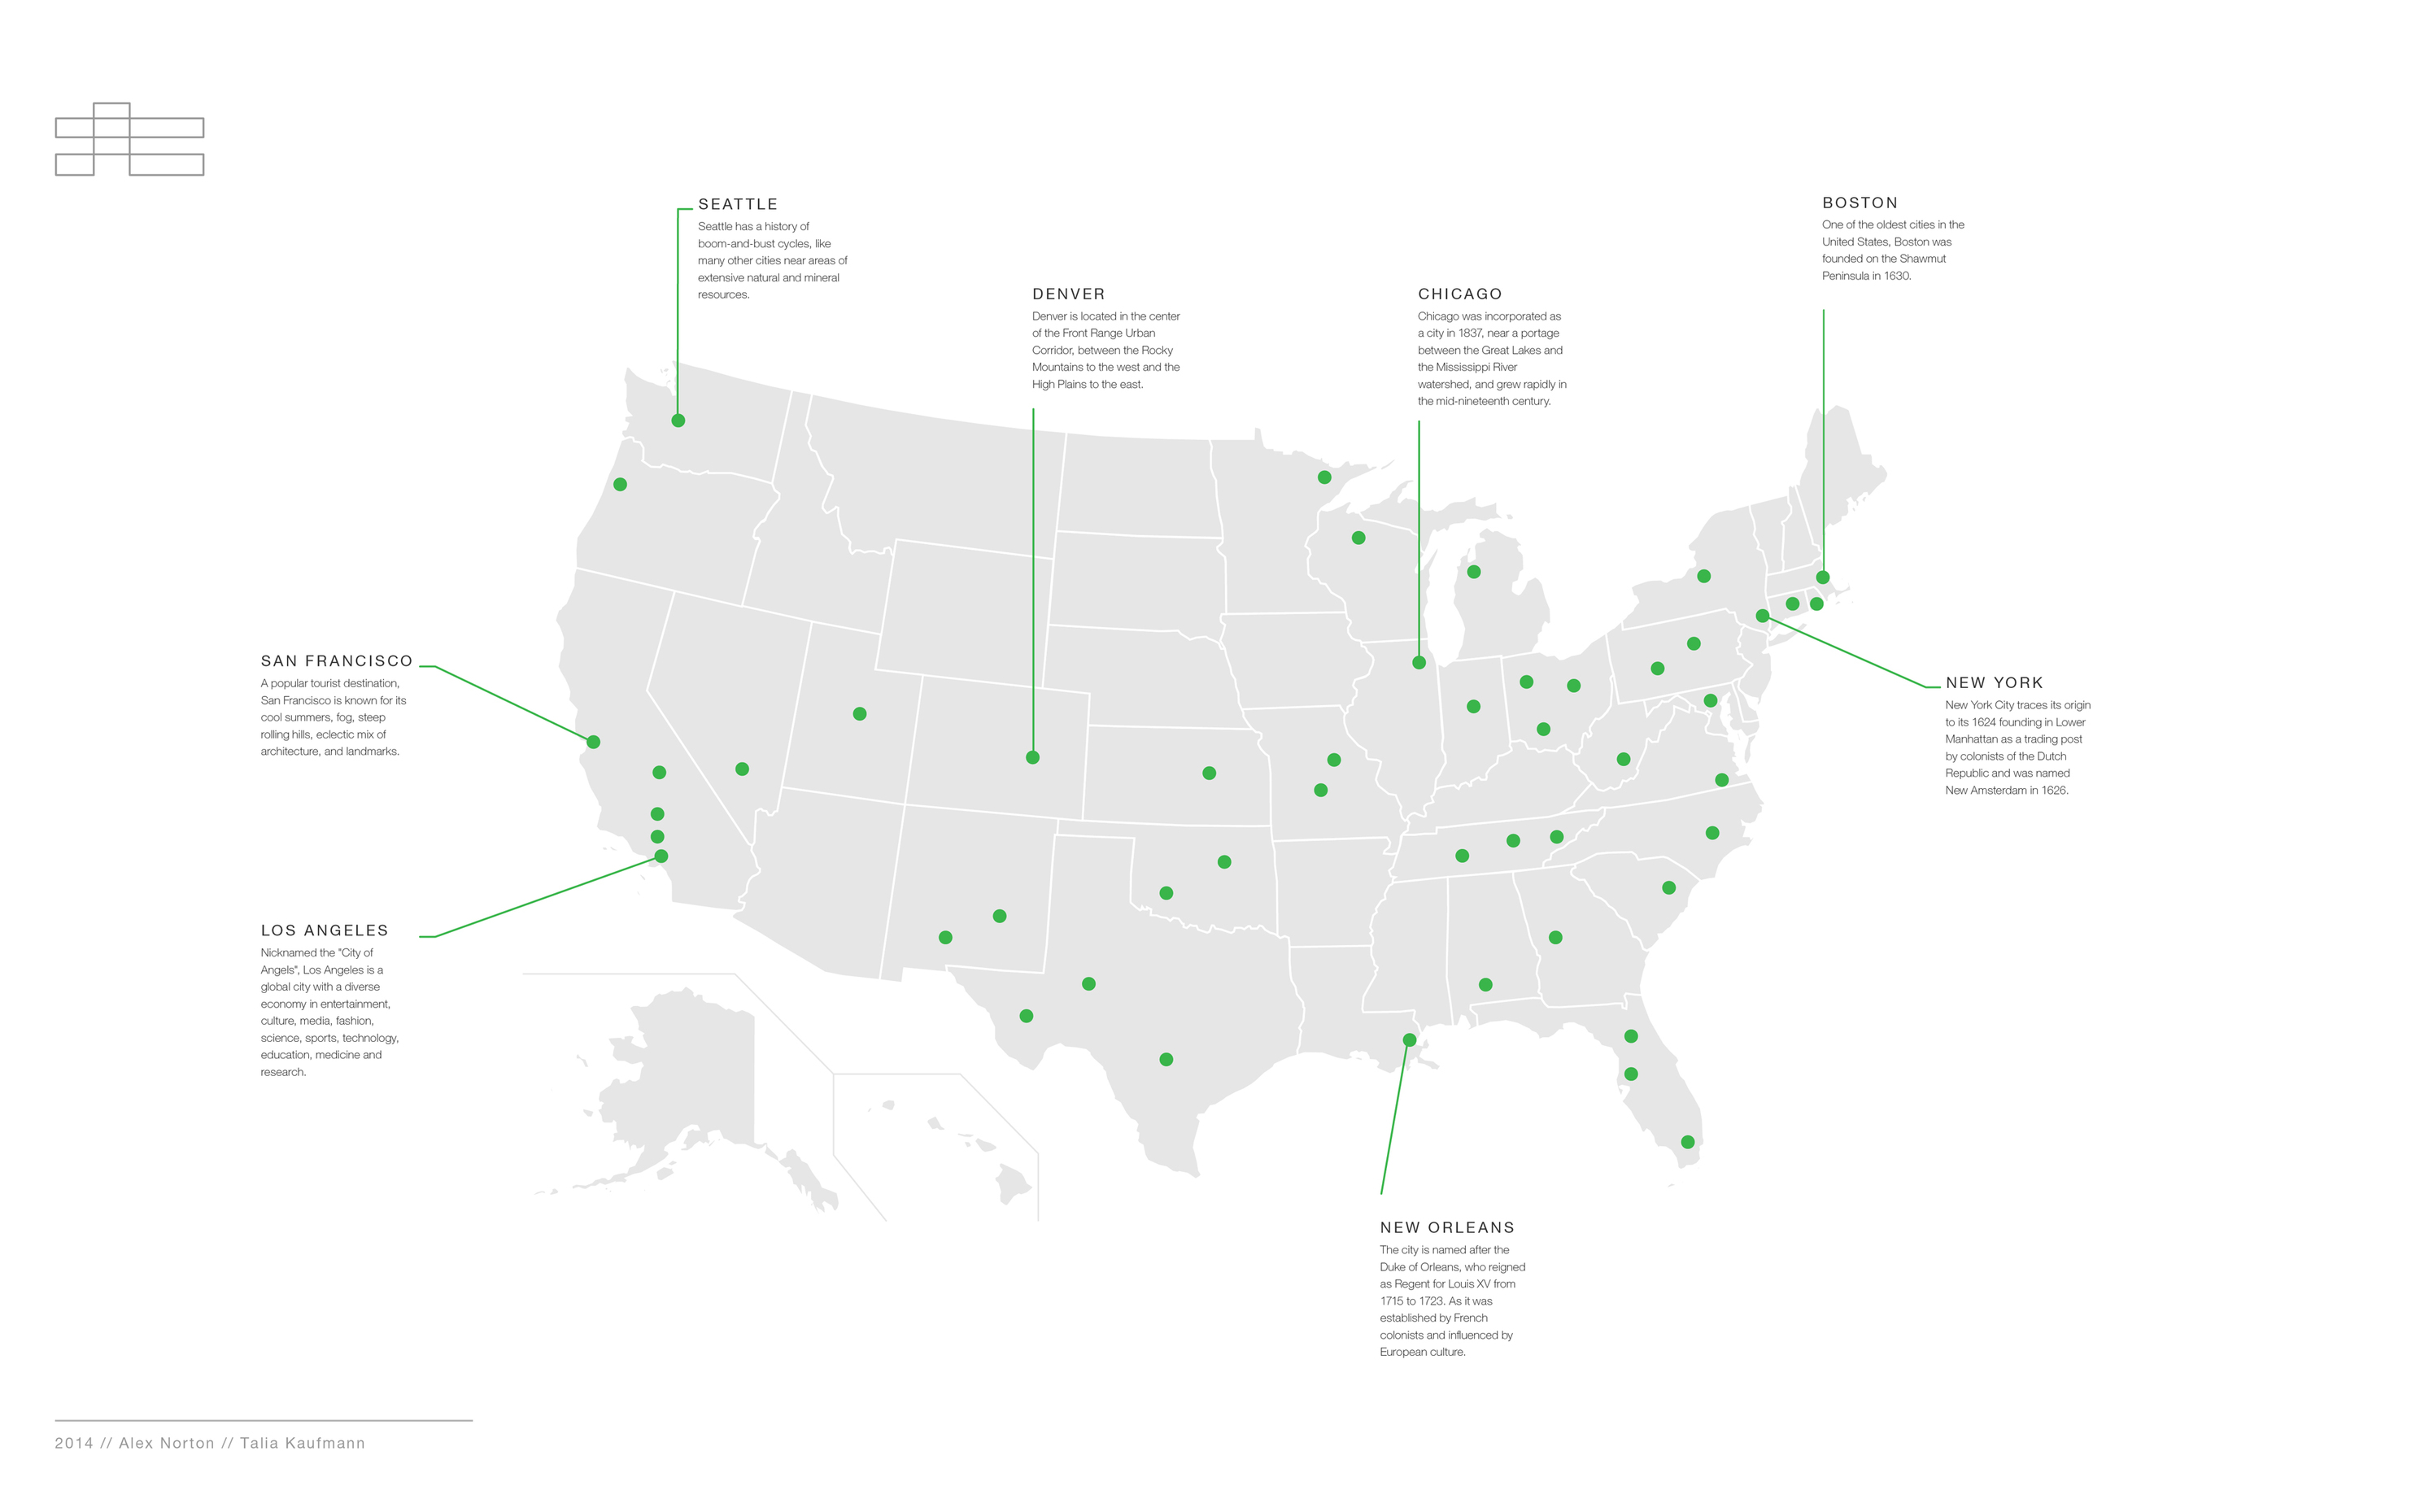 SEATTLE
Seattle has a history of
boom-and-bust cycles, like
many other cities near areas of
extensive natural and mineral
resources.
DENVER
Denver is located in the center
of the Front Range Urban
Corridor, between the Rocky
Mountains to the west and the
High Plains to the east.
CHICAGO
Chicago was incorporated as
a city in 1837, near a portage
between the Great Lakes and
the Mississippi River
watershed, and grew rapidly in
the mid-nineteenth century.
BOSTON
One of the oldest cities in the
United States, Boston was
founded on the Shawmut
Peninsula in 1630.
SAN FRANCISCO
A popular tourist destination,
San Francisco is known for its
cool summers, fog, steep
rolling hills, eclectic mix of
architecture, and landmarks.
NEW YORK
New York City traces its origin
to its 1624 founding in Lower
Manhattan as a trading post
by colonists of the Dutch
Republic and was named
New Amsterdam in 1626.
LOS ANGELES
Nicknamed the "City of
Angels", Los Angeles is a
global city with a diverse
economy in entertainment,
culture, media, fashion,
science, sports, technology,
education, medicine and
research.
NEW ORLEANS
The city is named after the
Duke of Orleans, who reigned
as Regent for Louis XV from
1715 to 1723. As it was
established by French
colonists and influenced by
European culture.
2014 // Alex Norton // Talia Kaufmann